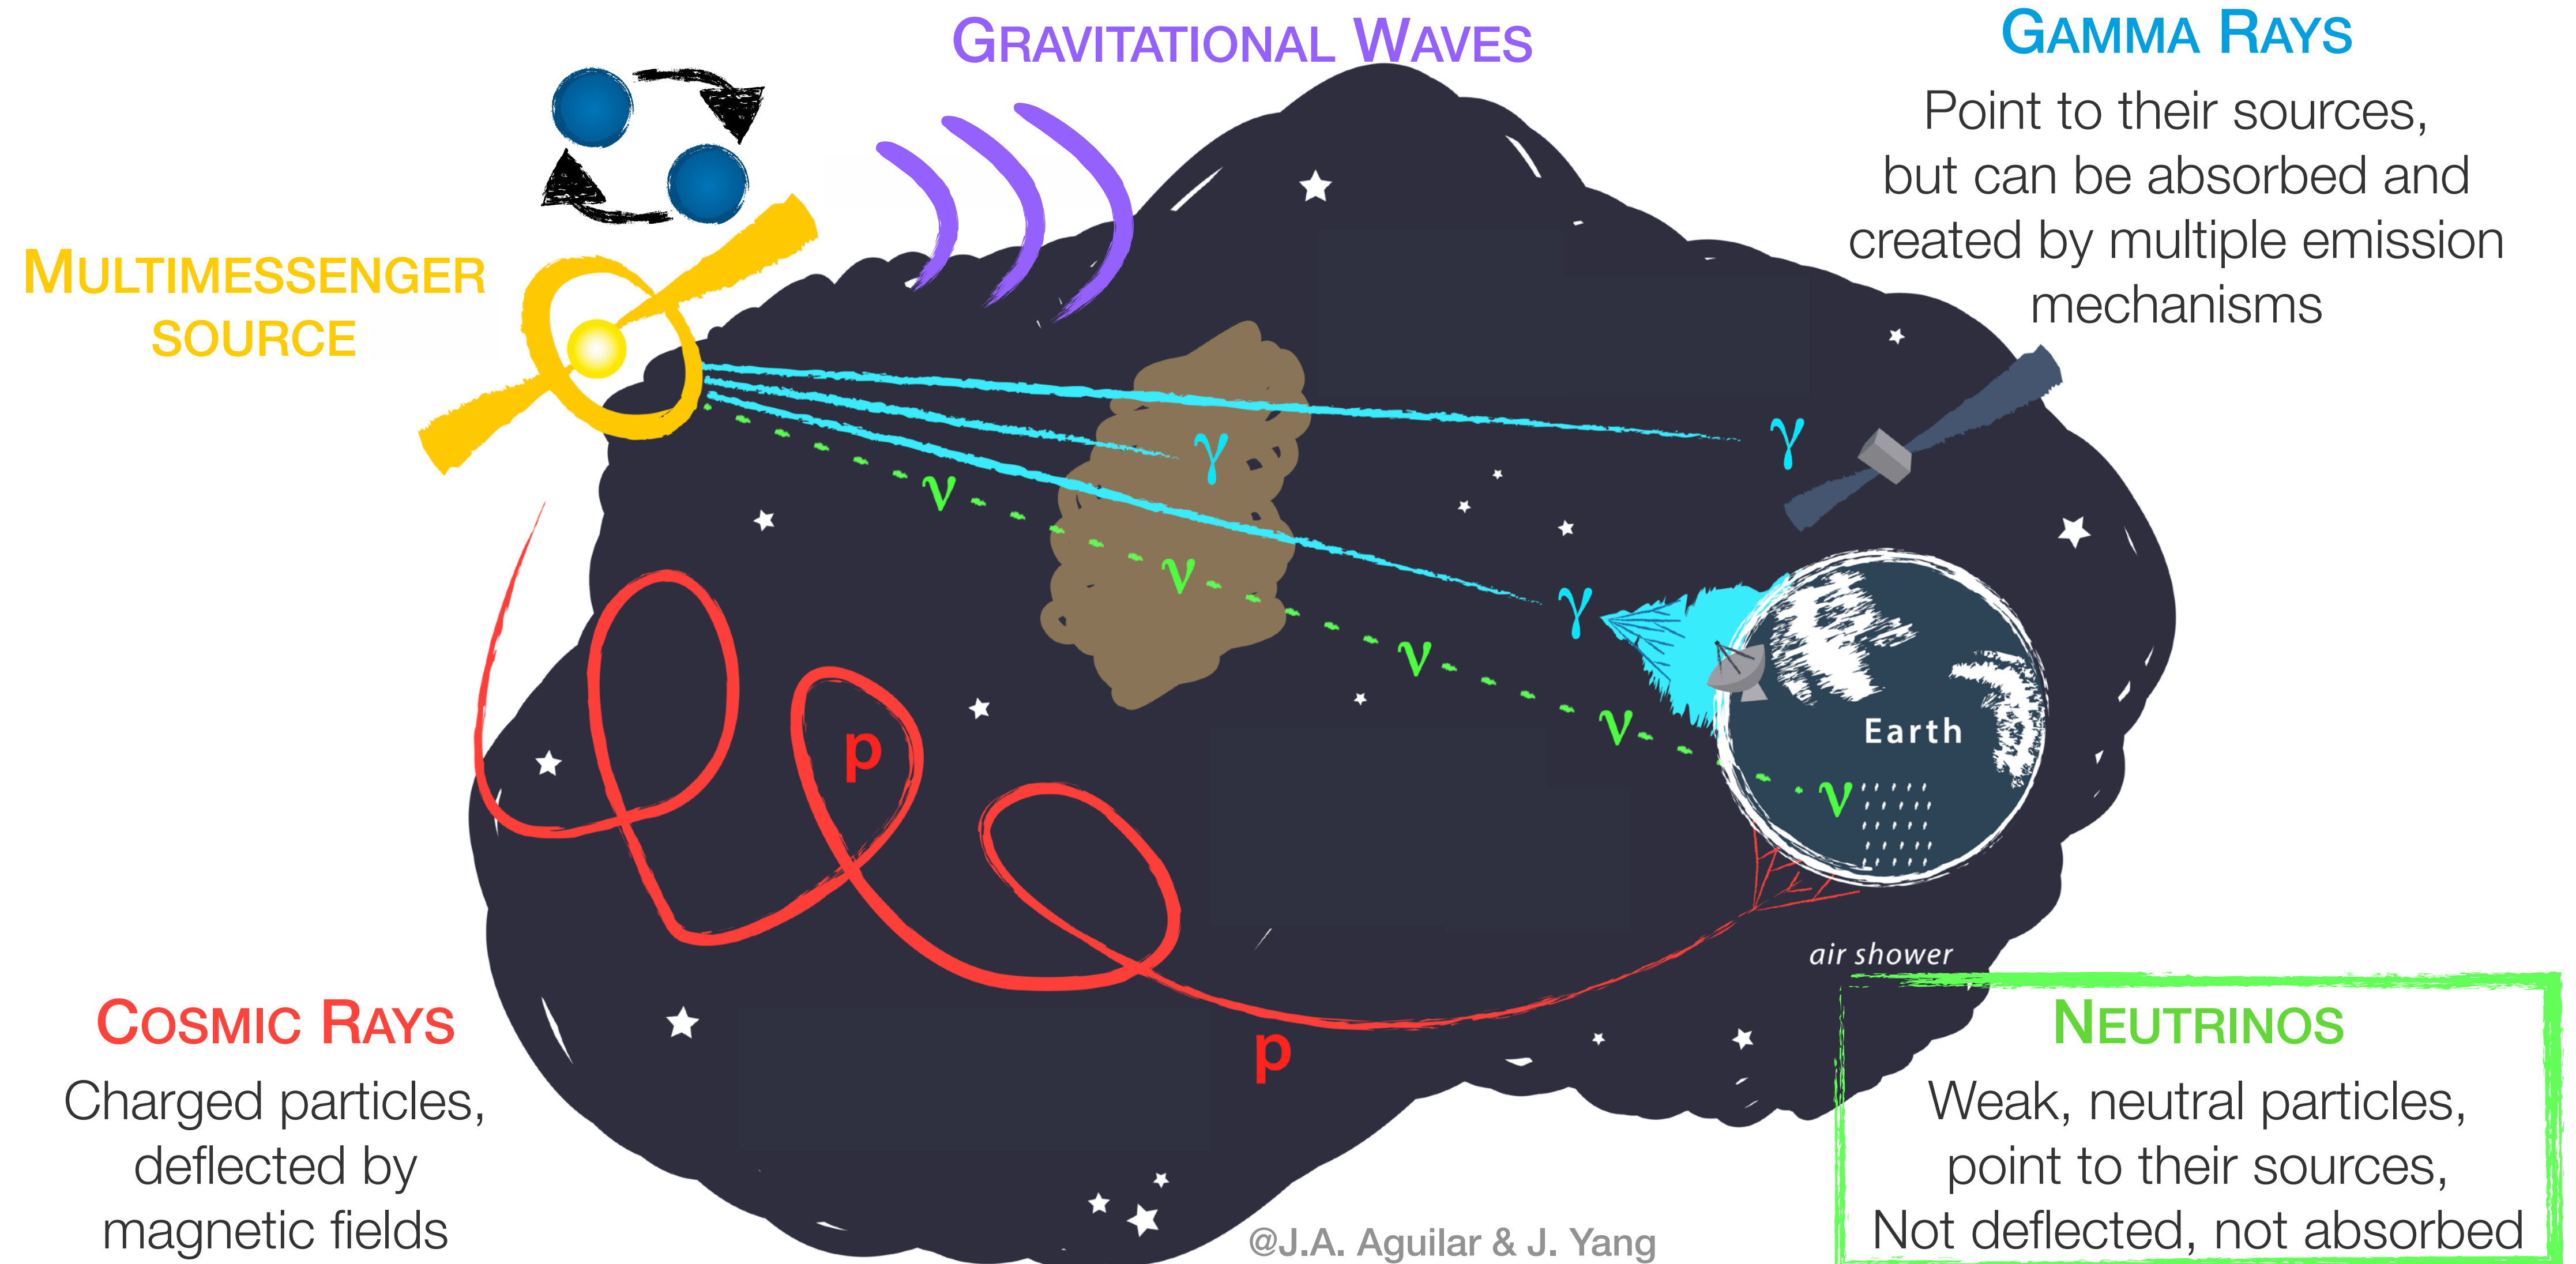 GRAVITATIONAL WAVES
GAMMA RAYS
Point to their sources,
but can be absorbed and
created by multiple emission
mechanisms
MULTIMESSENGER
SOURCE
γ
γ
ν
ν
γ
ν
ν
Earth
p
ν
air shower
p
COSMIC RAYS
Charged particles,
deflected by
magnetic fields
NEUTRINOS
Weak, neutral particles,
point to their sources,
Not deflected, not absorbed
@J.A. Aguilar & J. Yang